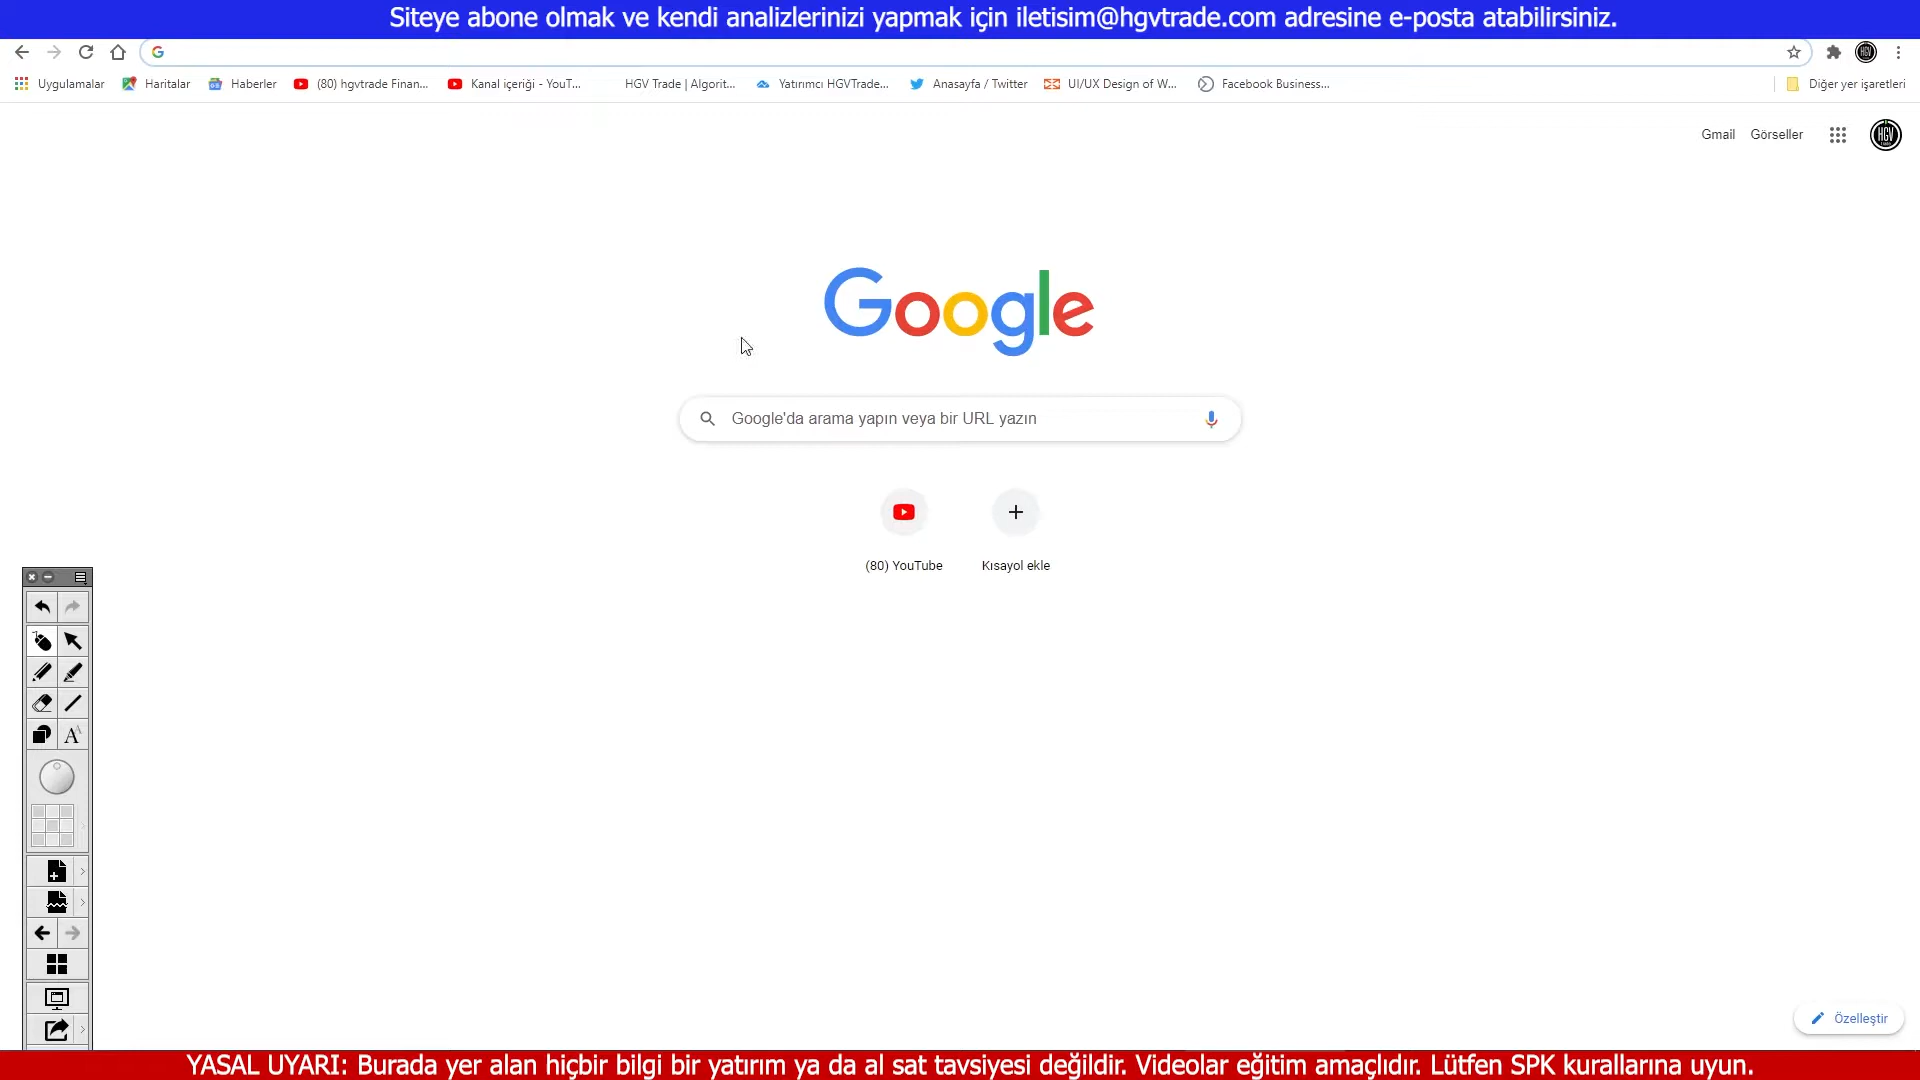 Siteye abone olmak ve kendi analizlerinizi yapmak için iletisim@hgvtrade.com adresine e-posta atabilirsiniz.
Uygulamalar Haritalar Haberler (80) hgvtrade Finan... Kanal içeriği - YouT... HGV Trade | Algorit... Yatırımcı HGVTrade... Anasayfa / Twitter UI/UX Design of W... Facebook Business... Diğer yer işaretleri
Gmail Görseller
HGV
Google
Google'da arama yapın veya bir URL yazın
(80) YouTube Kısayol ekle
Özelleştir
YASAL UYARI: Burada yer alan hiçbir bilgi bir yatırım ya da al sat tavsiyesi değildir. Videolar eğitim amaçlıdır. Lütfen SPK kurallarına uyun.